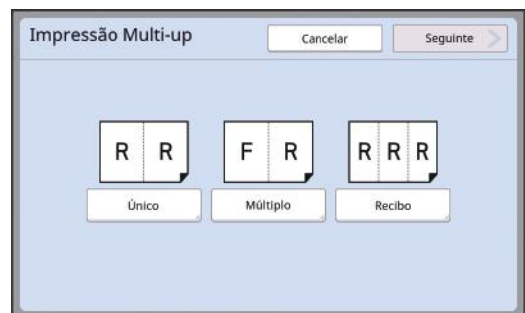 Impressão Multi-up
Cancelar
Seguinte
R R
F R
R R R
Único
Múltiplo
Recibo